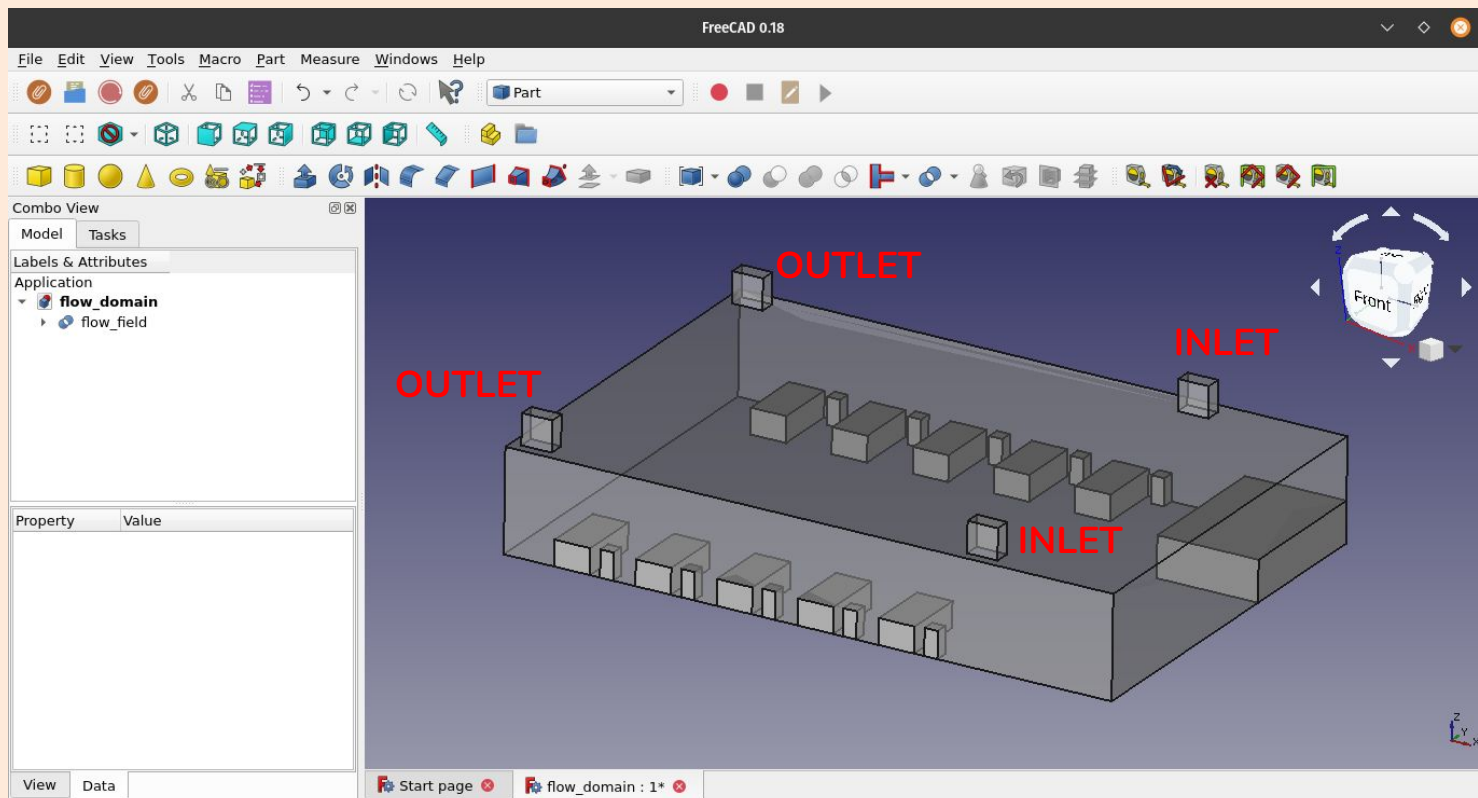 FreeCAD 0.18
File Edit View Tools Macro Part Measure Windows Help
Part
Combo View
Model Tasks
Labels & Attributes
Application
flow_domain
flow_field
Property Value
View Data
OUTLET
INLET
OUTLET
INLET
Front
Z
X
Z
Y
X
Start page
flow_domain : 1*